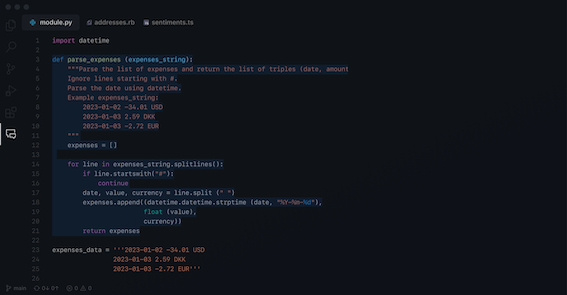 module.py addresses.rb sentiments.ts
1 import datetime
2
3 def parse_expenses (expenses_string):
4 """Parse the list of expenses and return the list of triples (date, amount
5 Ignore lines starting with #.
6 Parse the date using datetime.
7 Example expenses_string:
8 2023-01-02 -34.01 USD
9 2023-01-03 2.59 DKK
10 2023-01-03 -2.72 EUR
11 """
12 expenses = []
13
14 for line in expenses_string.splitlines():
15 if line.startswith("#"):
16 continue
17 date, value, currency = line.split (" ")
18 expenses.append((datetime.datetime.strptime (date, "%Y-%m-%d"),
19 float (value),
20 currency))
21 return expenses
22
23 expenses_data = '''2023-01-02 -34.01 USD
24 2023-01-03 2.59 DKK
25 2023-01-03 -2.72 EUR'''
26
main 0 0